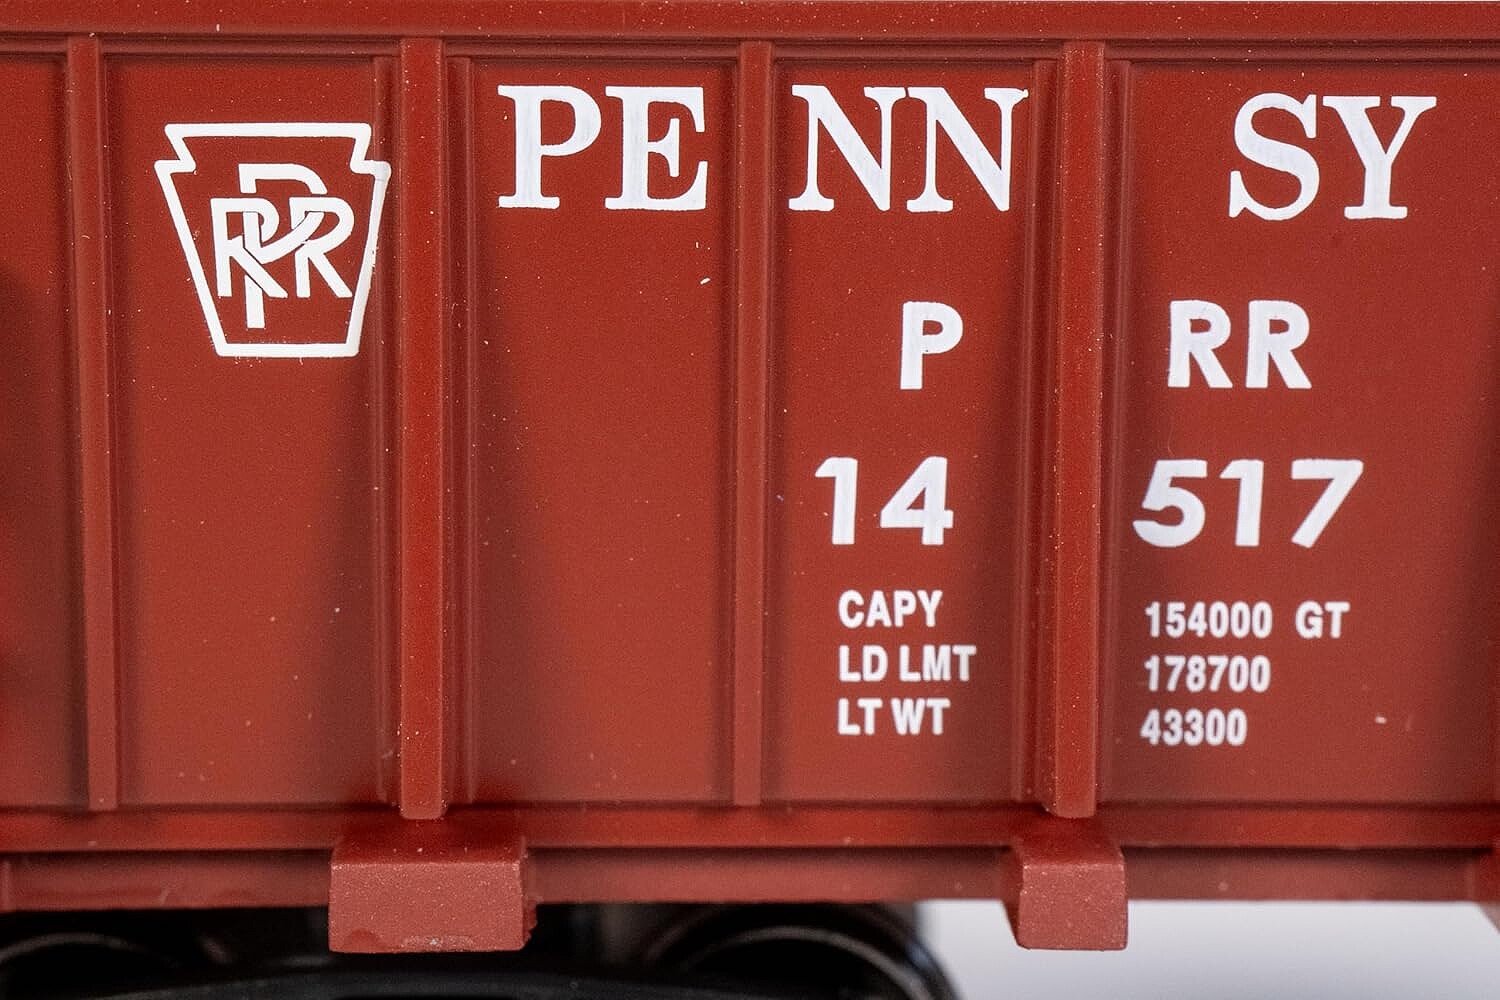 PRR
PENN SY
P RR
14 517
CAPY 154000 GT
LD LMT 178700
LT WT 43300